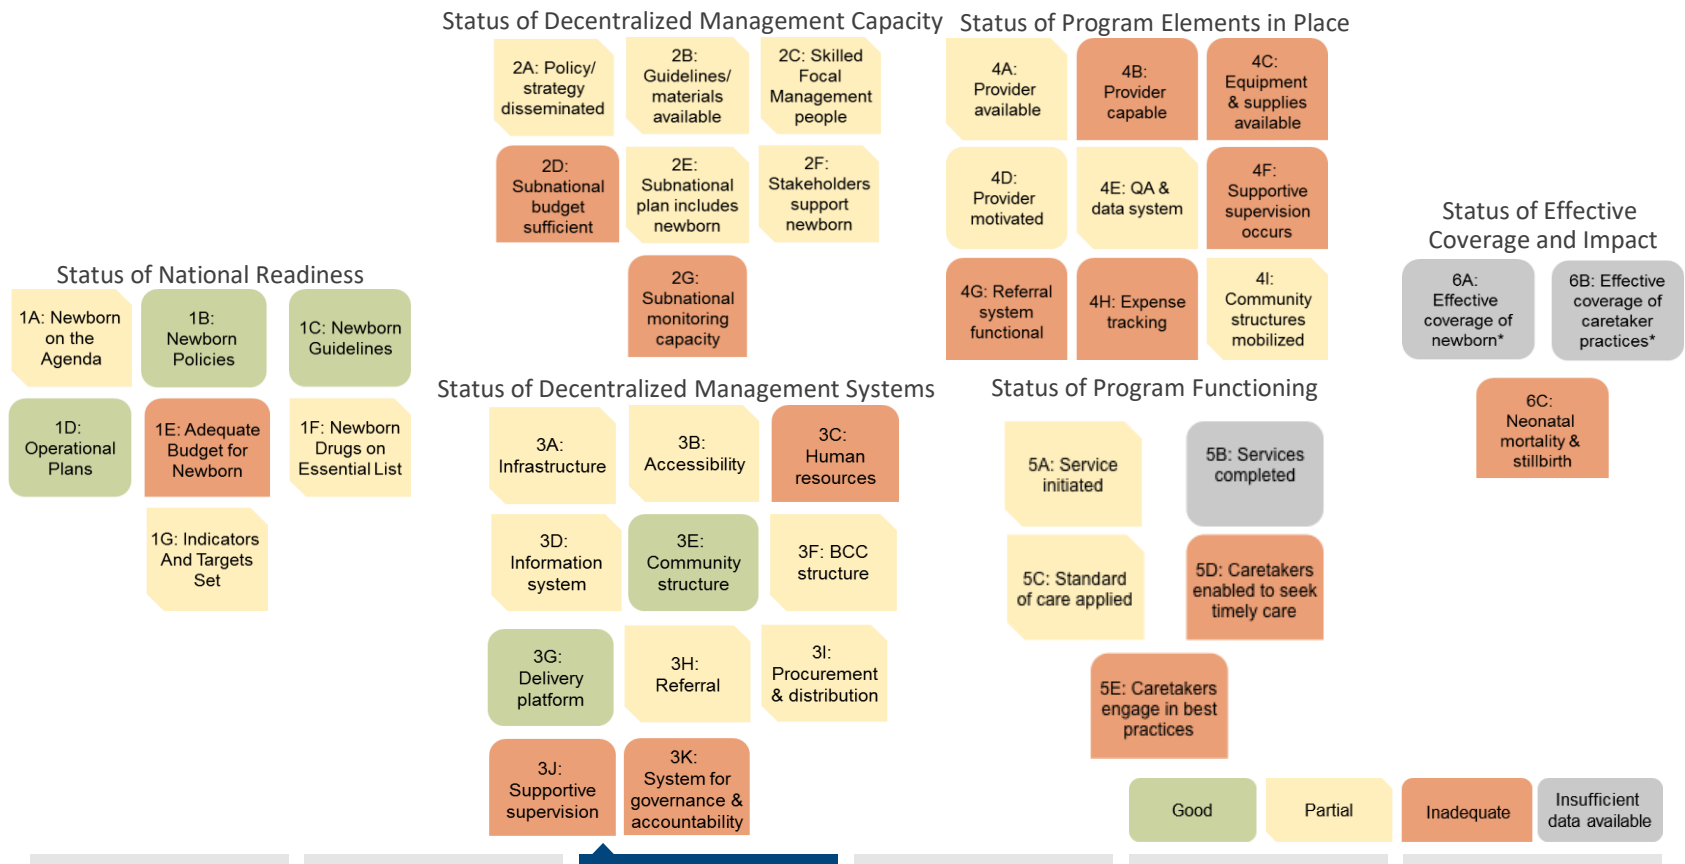 Status of Decentralized Management Capacity
2A: Policy/
strategy
disseminated
2B:
Guidelines/
materials
available
2C: Skilled
Focal
Management
people
2D:
Subnational
budget
sufficient
2E:
Subnational
plan includes
newborn
2F:
Stakeholders
support
newborn
2G:
Subnational
monitoring
capacity
Status of Program Elements in Place
4A:
Provider
available
4B:
Provider
capable
4C:
Equipment
& supplies
available
4D:
Provider
motivated
4E: QA &
data system
4F:
Supportive
supervision
occurs
4G: Referral
system
functional
4H: Expense
tracking
4I:
Community
structures
mobilized
Status of Effective
Coverage and Impact
6A:
Effective
coverage of
newborn*
6B: Effective
coverage of
caretaker
practices*
6C:
Neonatal
mortality &
stillbirth
Status of National Readiness
1A: Newborn
on the
Agenda
1B:
Newborn
Policies
1C: Newborn
Guidelines
1D:
Operational
Plans
1E: Adequate
Budget for
Newborn
1F: Newborn
Drugs on
Essential List
1G: Indicators
And Targets
Set
Status of Decentralized Management Systems
3A:
Infrastructure
3B:
Accessibility
3C:
Human
resources
3D:
Information
system
3E:
Community
structure
3F: BCC
structure
3G:
Delivery
platform
3H:
Referral
3I:
Procurement
& distribution
3J:
Supportive
supervision
3K:
System for
governance &
accountability
Status of Program Functioning
5A: Service
initiated
5B: Services
completed
5C: Standard
of care applied
5D: Caretakers
enabled to seek
timely care
5E: Caretakers
engage in best
practices
Good
Partial
Inadequate
Insufficient
data available